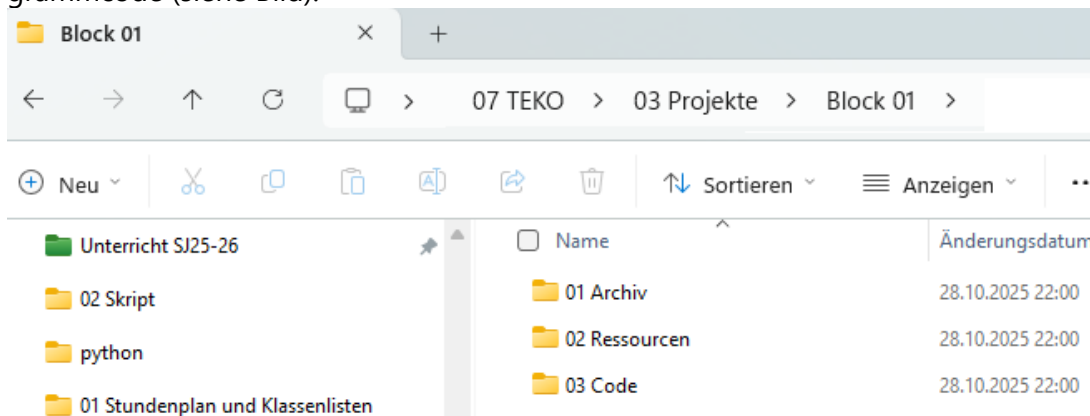 Block 01
07 TEKO > 03 Projekte > Block 01 >
Neu
Sortieren
Anzeigen
Unterricht SJ25-26
02 Skript
python
01 Stundenplan und Klassenlisten
Name
Änderungsdatum
01 Archiv
28.10.2025 22:00
02 Ressourcen
28.10.2025 22:00
03 Code
28.10.2025 22:00